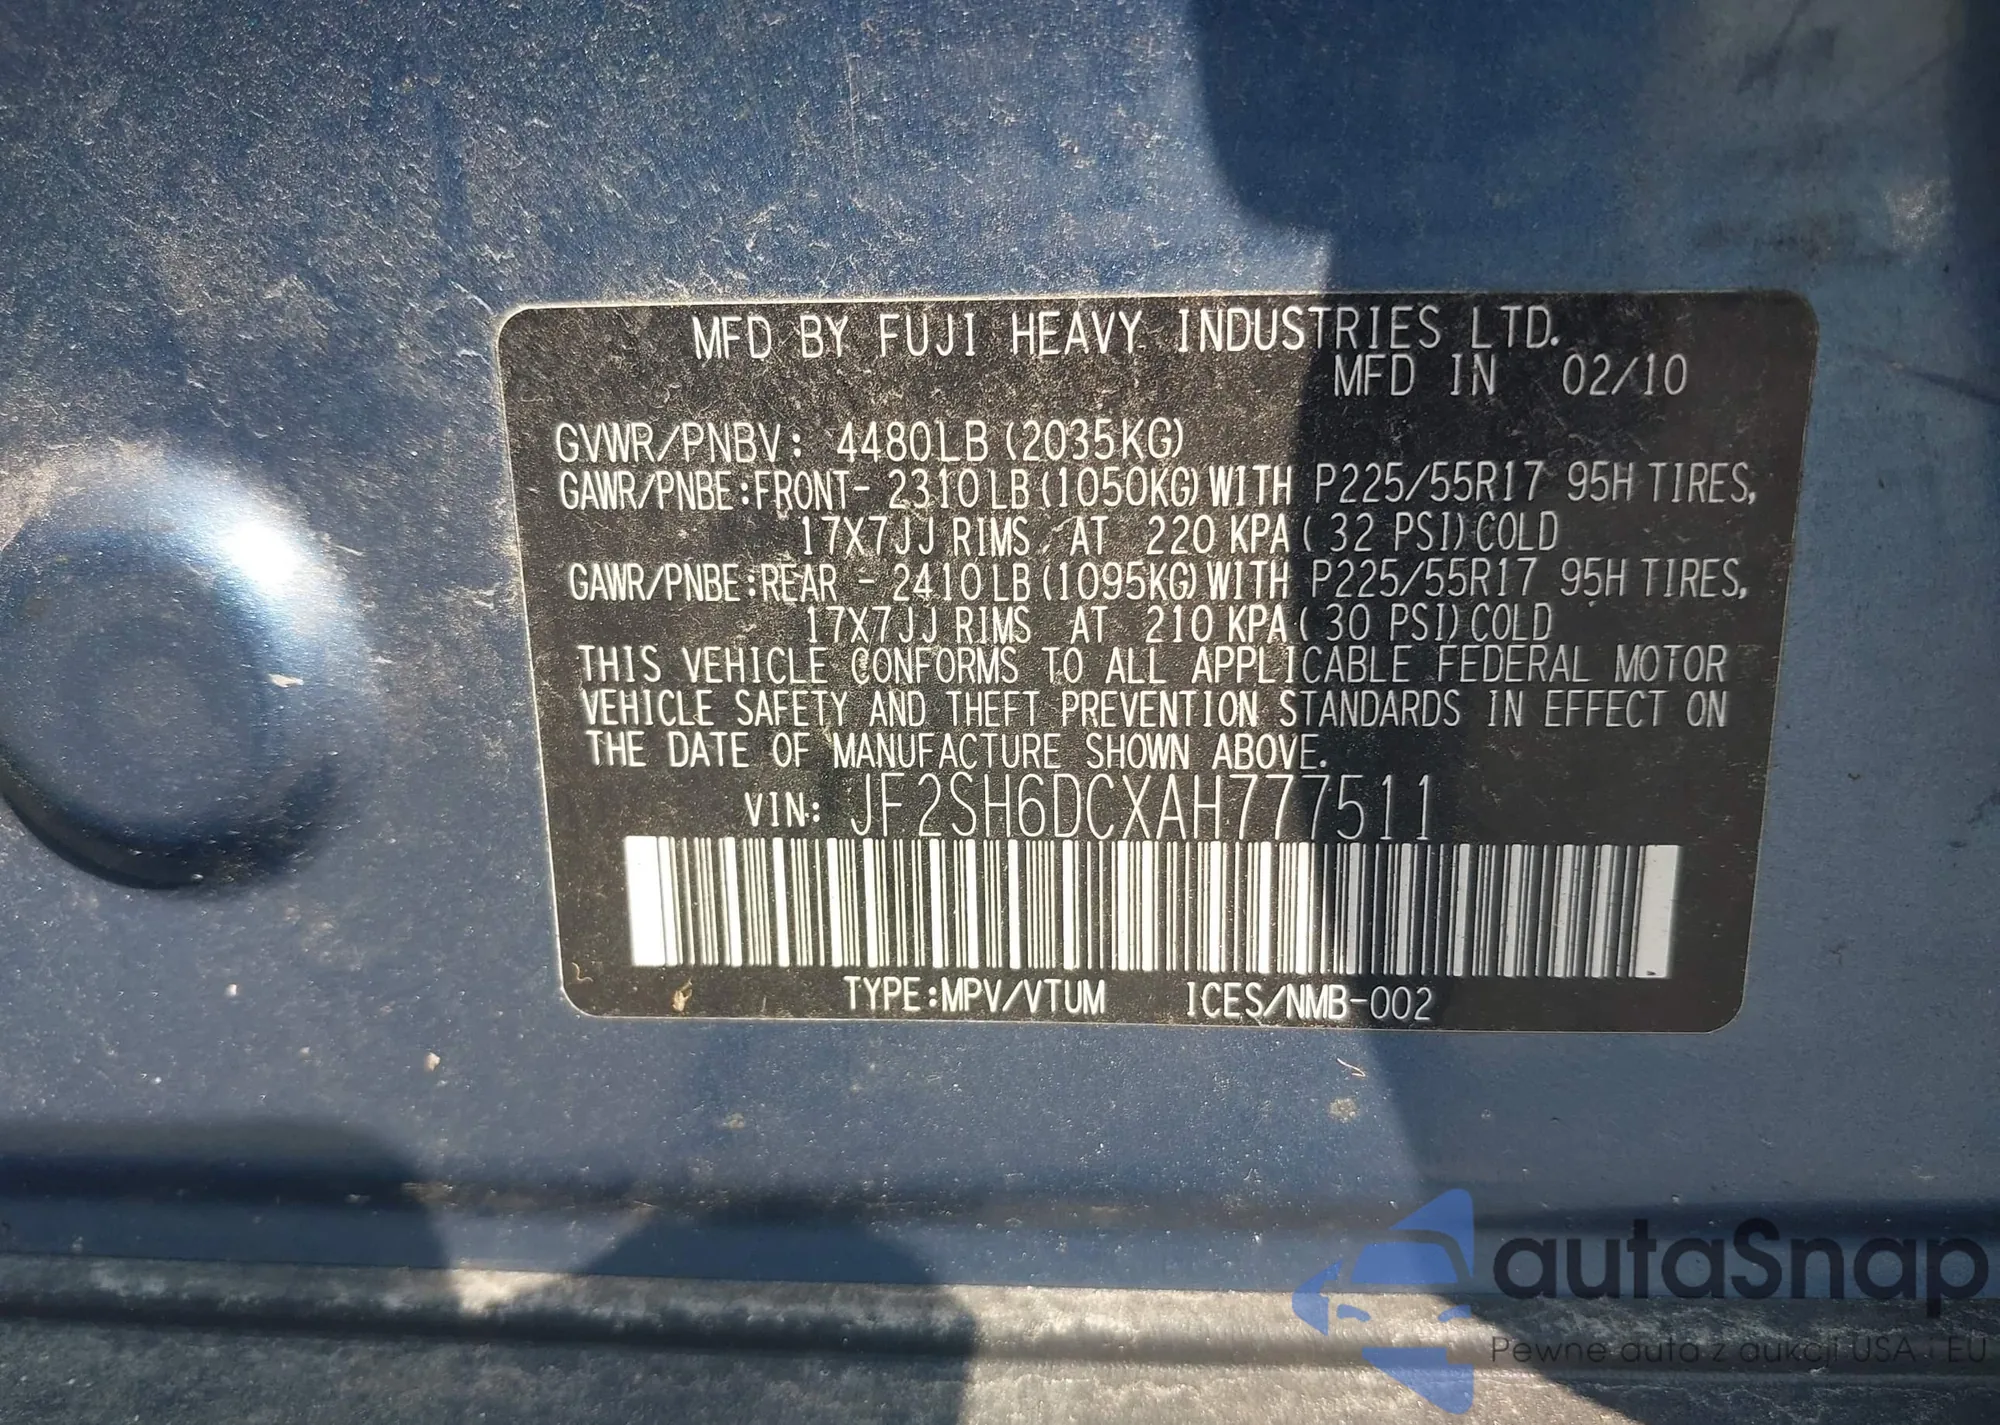 MFD BY FUJI HEAVY INDUSTRIES LTD.
MFD IN 02/10
GVWR/PNBV: 4480LB (2035KG)
GAWR/PNBE:FRONT- 2310LB(1050KG)WITH P225/55R17 95H TIRES,
17X7JJ RIMS, AT 220 KPA( 32 PSI)COLD
GAWR/PNBE:REAR - 2410LB(1095KG)WITH P225/55R17 95H TIRES,
17X7JJ RIMS AT 210 KPA( 30 PSI)COLD
THIS VEHICLE CONFORMS TO ALL APPLICABLE FEDERAL MOTOR
VEHICLE SAFETY AND THEFT PREVENTION STANDARDS IN EFFECT ON
THE DATE OF MANUFACTURE SHOWN ABOVE.
VIN: JF2SH6DCXAH777511
TYPE:MPV/VTUM ICES/NMB-002
autaSnap
Pewne auta z aukcji USA i EU